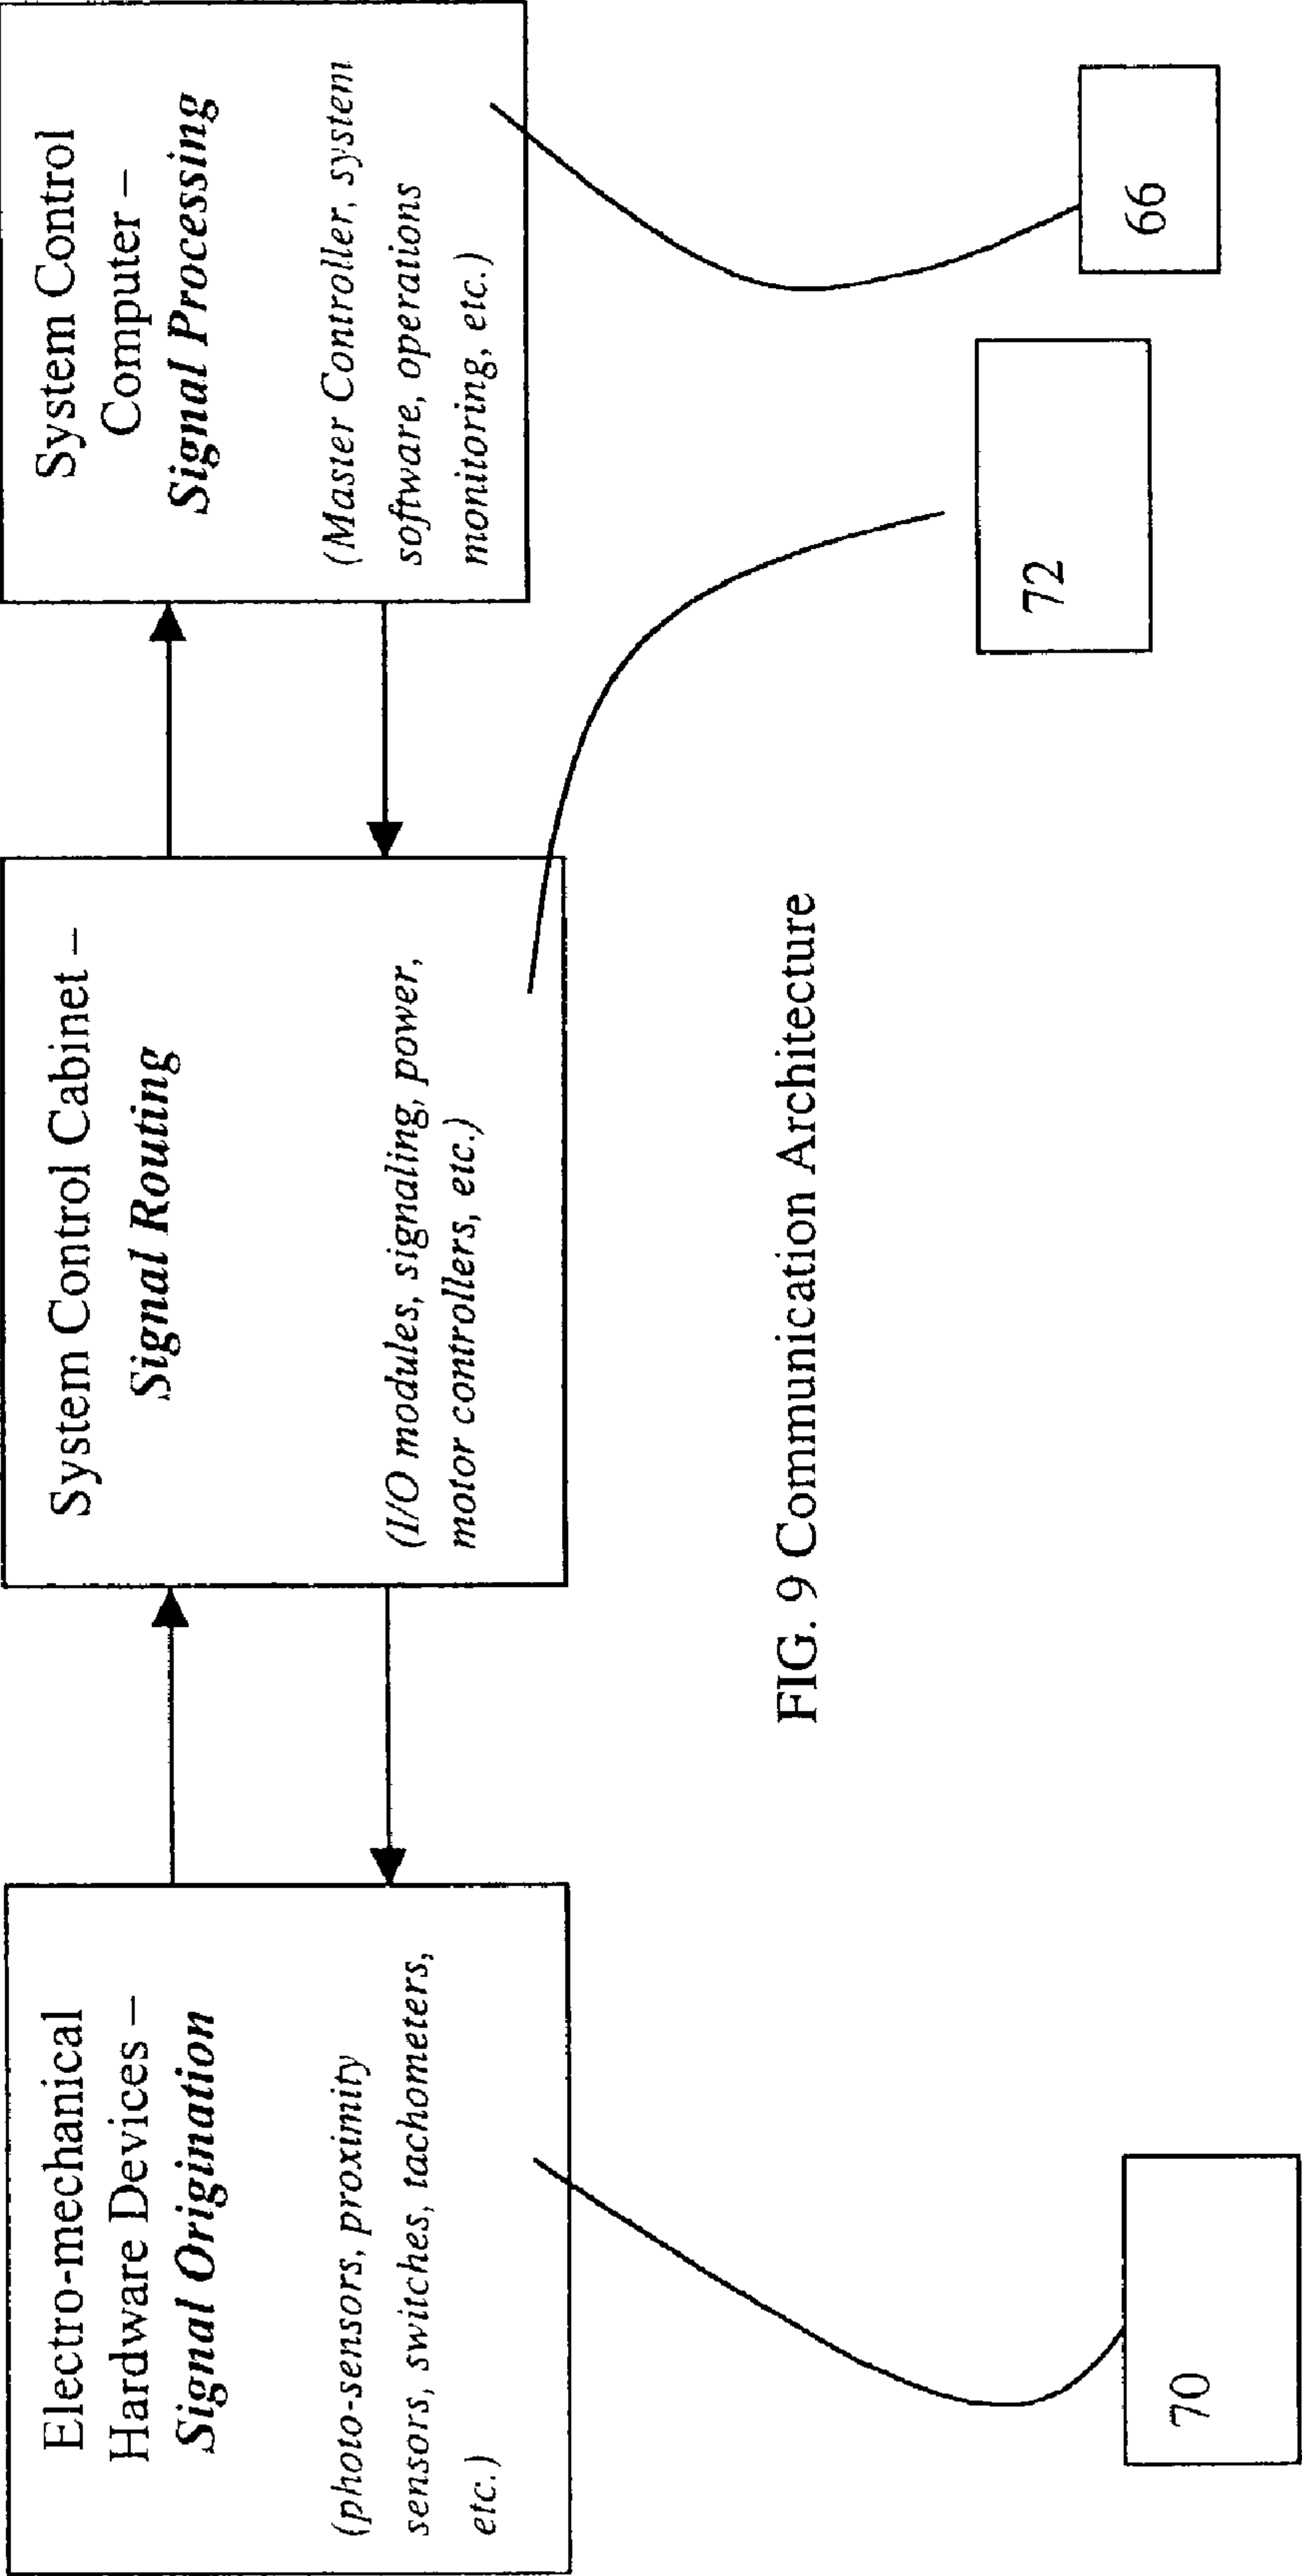 Electro-mechanical
Hardware Devices –
Signal Origination
(photo-sensors, proximity
sensors, switches, tachometers,
etc.)
System Control Cabinet –
Signal Routing
(I/O modules, signaling, power,
motor controllers, etc.)
System Control
Computer –
Signal Processing
(Master Controller, system
software, operations
monitoring, etc.)
FIG. 9 Communication Architecture
70
72
66